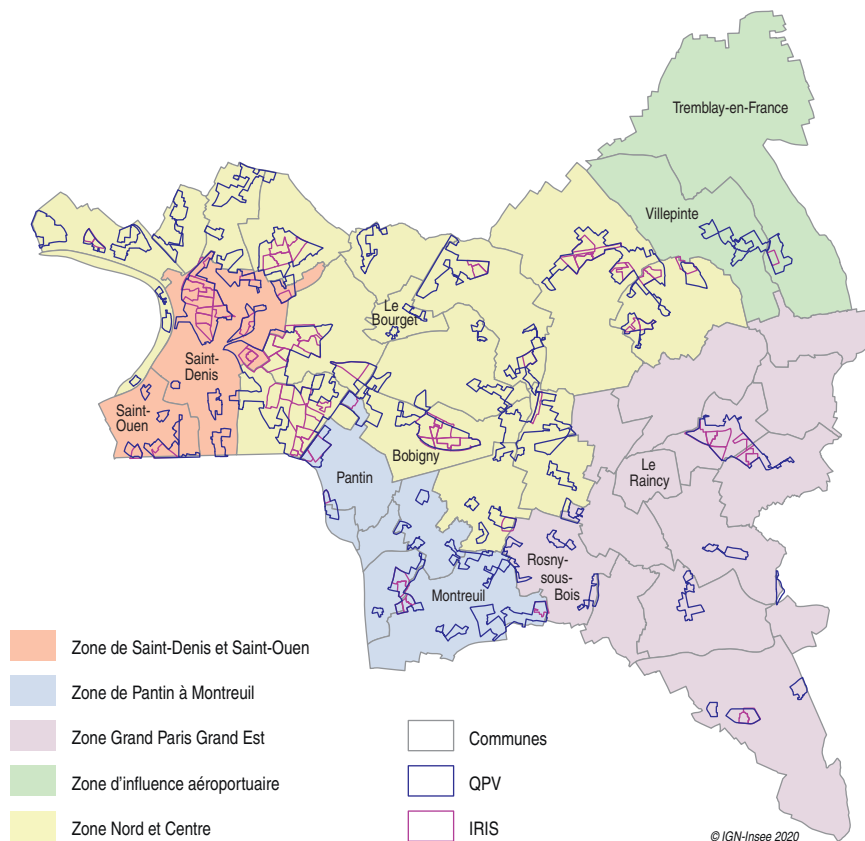 Tremblay-en-France
Villepinte
Le
Bourget
Saint-
Denis
Saint-
Ouen
Bobigny
Pantin
Le
Raincy
Rosny-
sous-
Bois
Montreuil
Zone de Saint-Denis et Saint-Ouen
Zone de Pantin à Montreuil
Zone Grand Paris Grand Est
Zone d'influence aéroportuaire
Zone Nord et Centre
Communes
QPV
IRIS
© IGN-Insee 2020